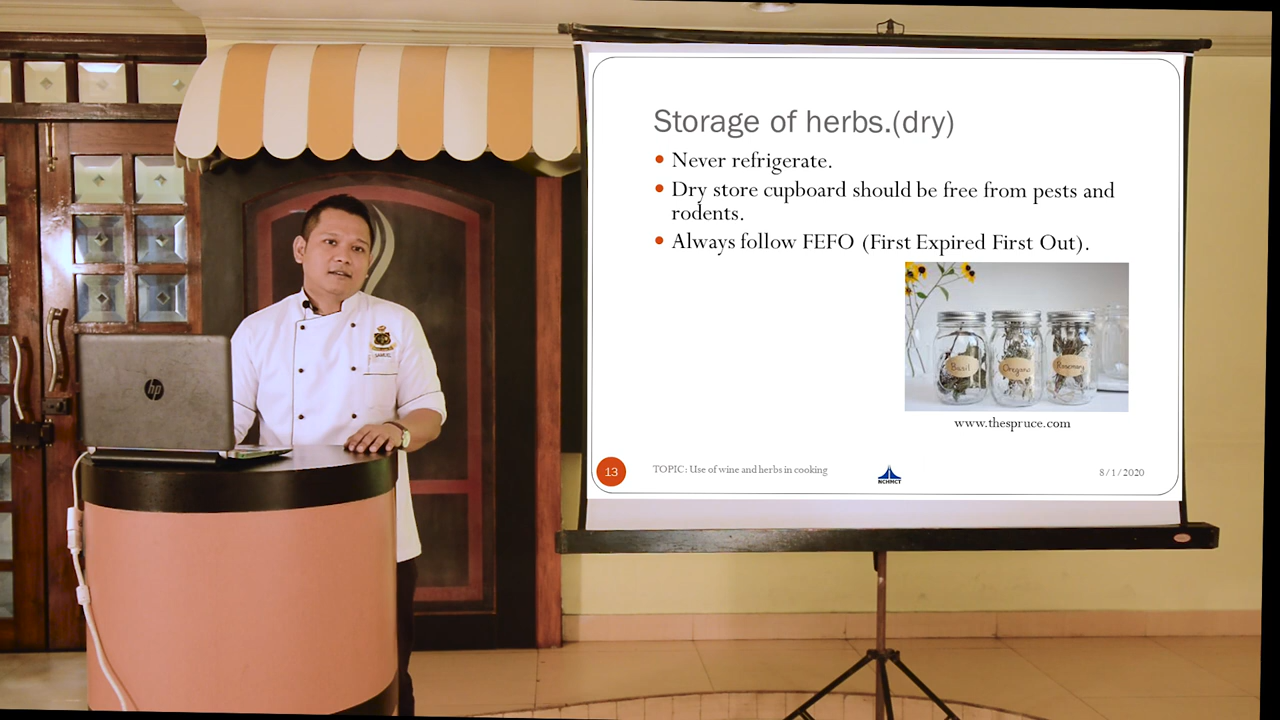 Storage of herbs.(dry)
Never refrigerate.
Dry store cupboard should be free from pests and
rodents.
Always follow FEFO (First Expired First Out).
Basil
Oregano
Rosemary
www.thespruce.com
13
TOPIC: Use of wine and herbs in cooking
NCHMCT
8/1/2020
hp
SAMUEL